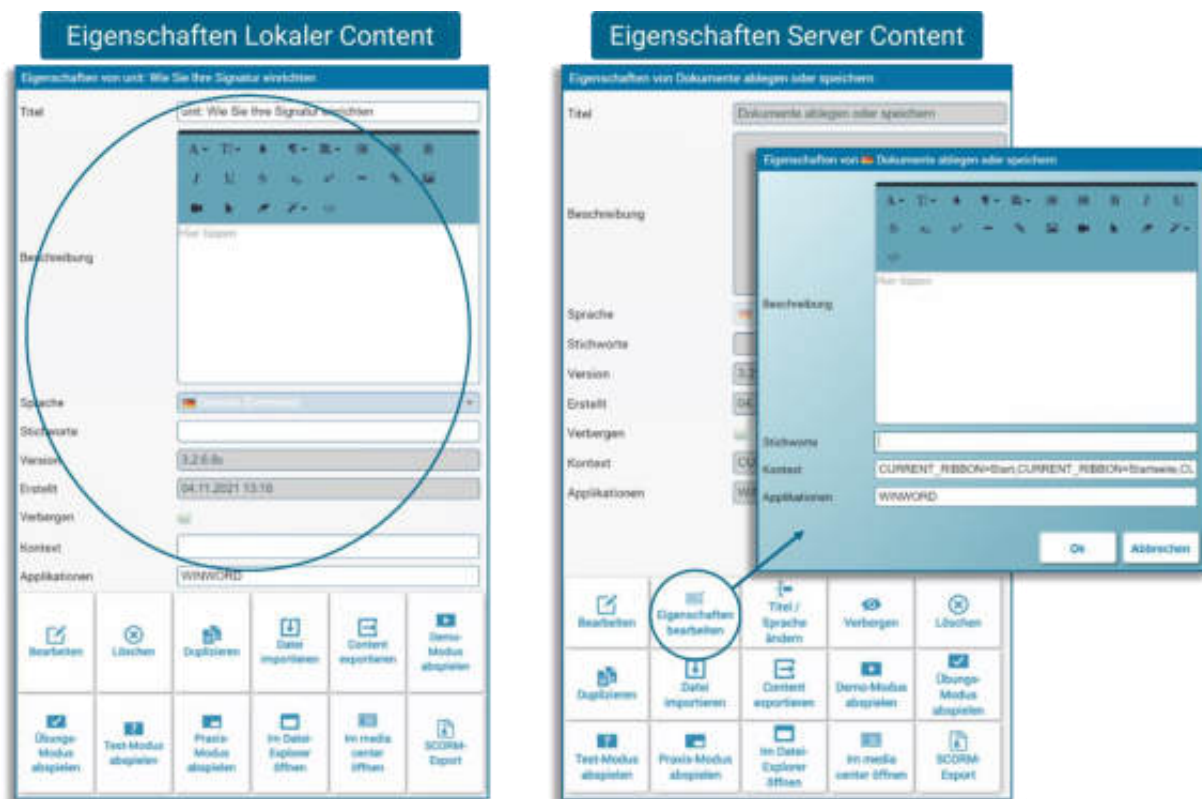 Eigenschaften Lokaler Content
Eigenschaften von unit: Wie Sie Ihre Signatur einrichten
Titel
unit: Wie Sie Ihre Signatur einrichten
Hier tippen
Beschreibung
Sprache
Stichworte
Version
3.2.6.8s
Erstellt
04.11.2021 13:18
Verbergen
Kontext
Applikationen
WINWORD
Bearbeiten
Löschen
Duplizieren
Datei
importieren
Content
exportieren
Demo-
Modus
abspielen
Übungs-
Modus
abspielen
Test-Modus
abspielen
Praxis-
Modus
abspielen
Im Datei-
Explorer
öffnen
Im media
center
öffnen
SCORM-
Export
Eigenschaften Server Content
Eigenschaften von Dokumente ablegen oder speichern
Titel
Dokumente ablegen oder speichern
Beschreibung
Sprache
Stichworte
Version
Erstellt
Verbergen
Kontext
Applikationen
Eigenschaften von Dokumente ablegen oder speichern
Hier tippen
Beschreibung
Stichworte
Kontext
CURRENT_RIBBON=Start,CURRENT_RIBBON=Startseite,CU
Applikationen
WINWORD
Ok
Abbrechen
Bearbeiten
Eigenschaften
bearbeiten
Titel /
Sprache
ändern
Verbergen
Löschen
Duplizieren
Datei
importieren
Content
exportieren
Demo-Modus
abspielen
Übungs-
Modus
abspielen
Test-Modus
abspielen
Praxis-Modus
abspielen
Im Datei-
Explorer
öffnen
Im media
center öffnen
SCORM-
Export